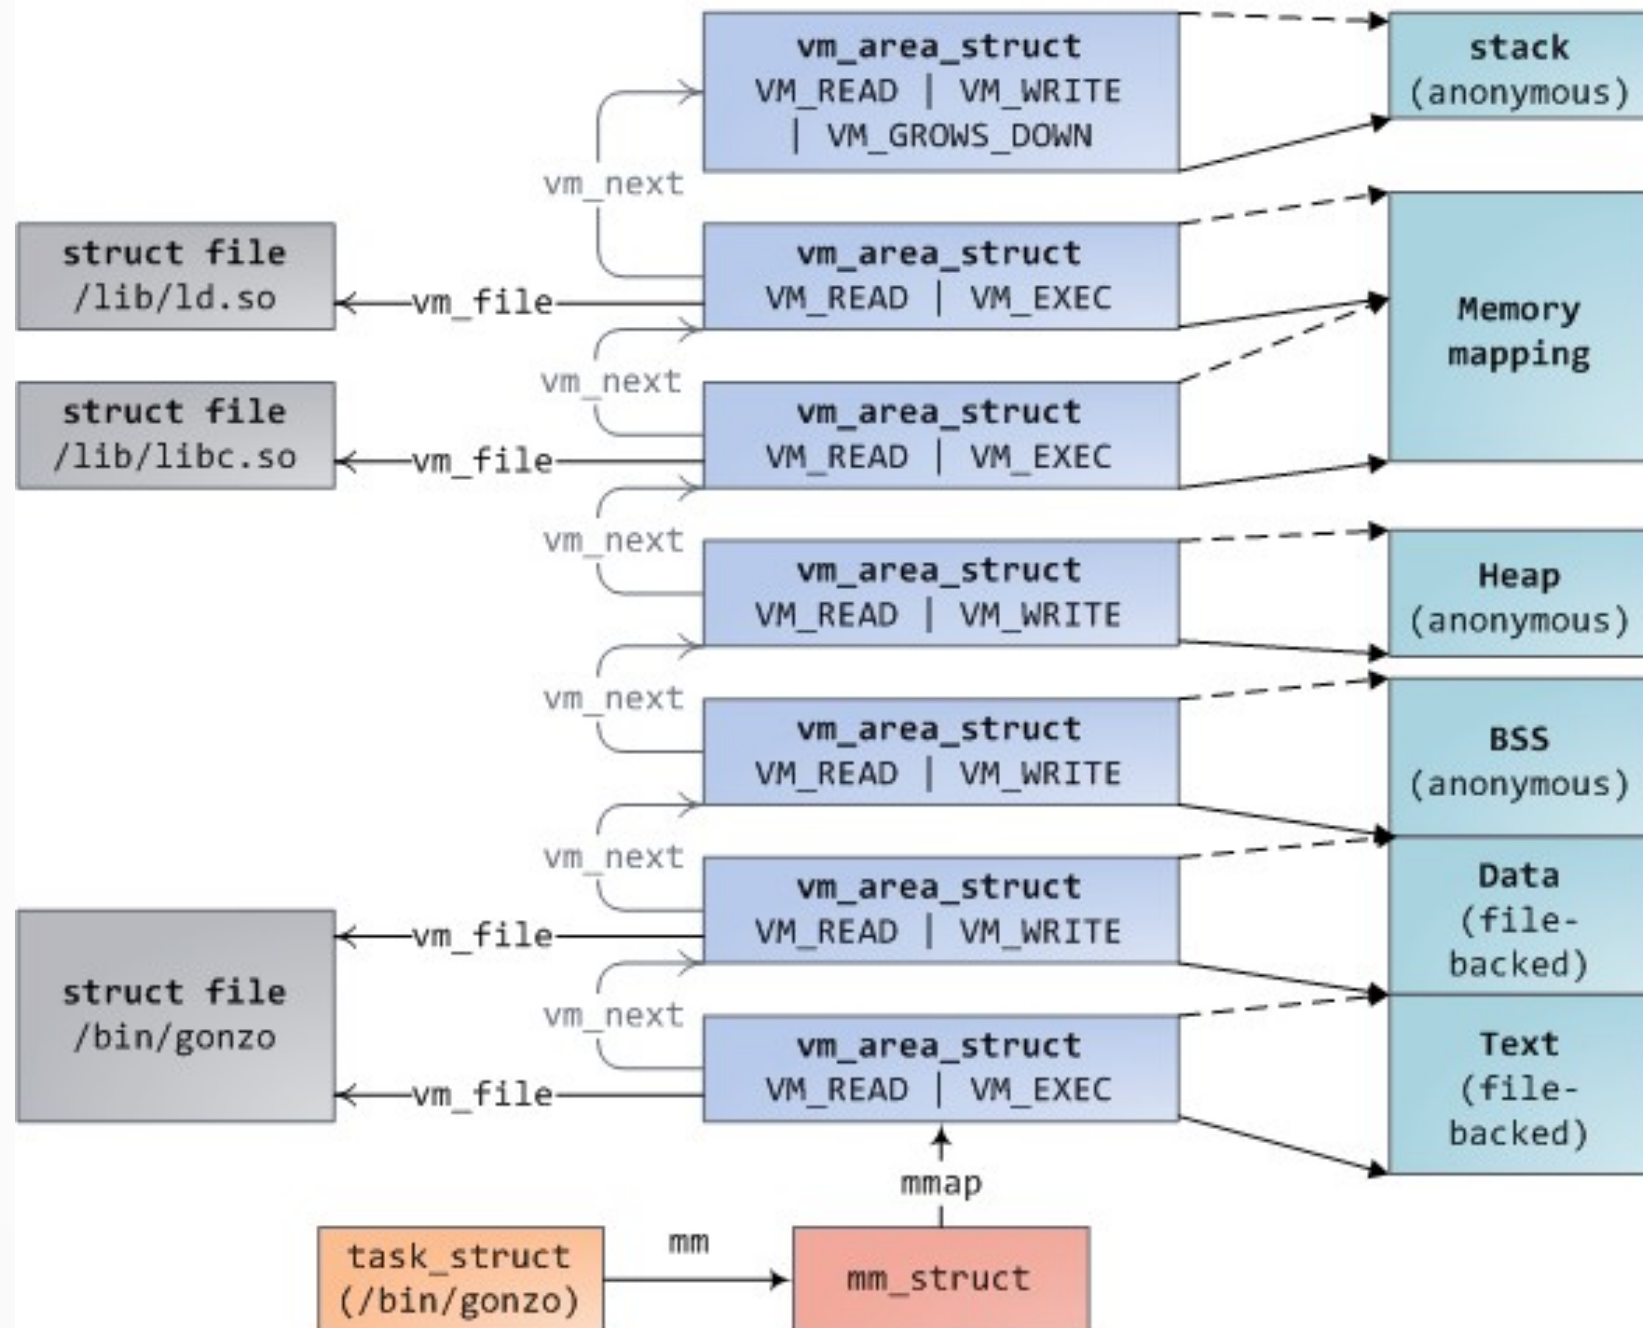 vm_area_struct
VM_READ | VM_WRITE
| VM_GROWS_DOWN
stack
(anonymous)
vm_next
struct file
/lib/ld.so
vm_file
vm_area_struct
VM_READ | VM_EXEC
Memory
mapping
vm_next
struct file
/lib/libc.so
vm_file
vm_area_struct
VM_READ | VM_EXEC
vm_next
vm_area_struct
VM_READ | VM_WRITE
Heap
(anonymous)
vm_next
vm_area_struct
VM_READ | VM_WRITE
BSS
(anonymous)
vm_next
vm_area_struct
VM_READ | VM_WRITE
Data
(file-
backed)
vm_file
struct file
/bin/gonzo
vm_next
vm_file
vm_area_struct
VM_READ | VM_EXEC
Text
(file-
backed)
mmap
task_struct
(/bin/gonzo)
mm
mm_struct